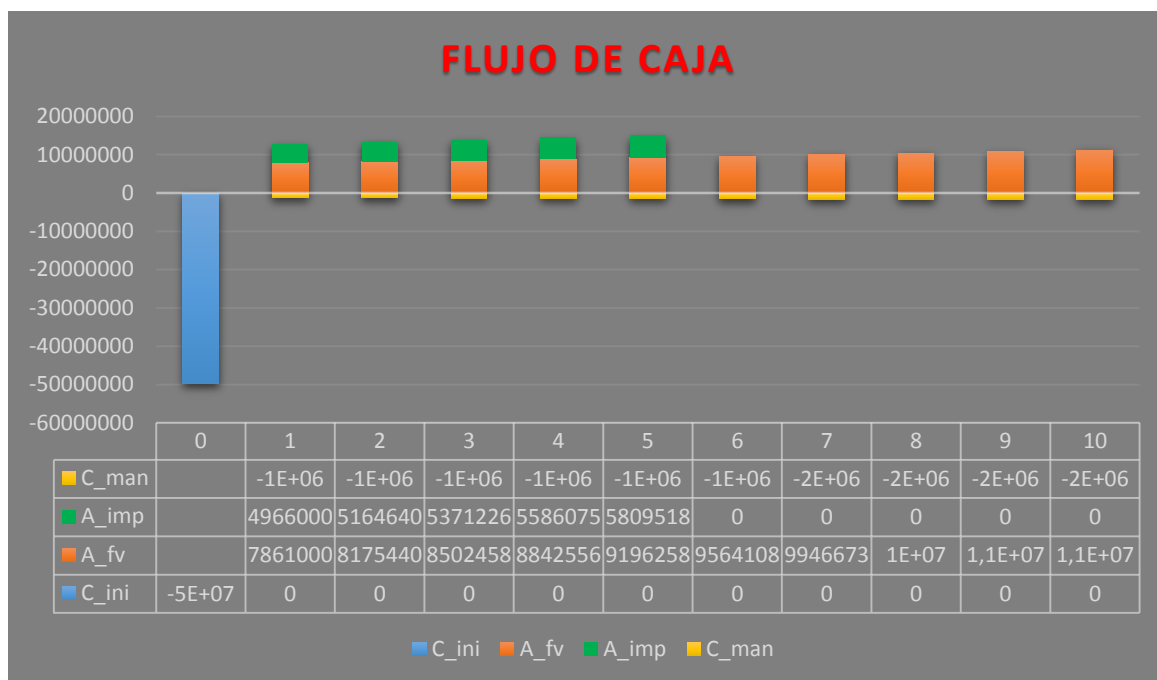 FLUJO DE CAJA
20000000
10000000
0
-10000000
-20000000
-30000000
-40000000
-50000000
-60000000
0 1 2 3 4 5 6 7 8 9 10
C_man -1E+06 -1E+06 -1E+06 -1E+06 -1E+06 -1E+06 -2E+06 -2E+06 -2E+06 -2E+06
A_imp 4966000 5164640 5371226 5586075 5809518 0 0 0 0 0
A_fv 7861000 8175440 8502458 8842556 9196258 9564108 9946673 1E+07 1,1E+07 1,1E+07
C_ini -5E+07 0 0 0 0 0 0 0 0 0 0
C_ini A_fv A_imp C_man